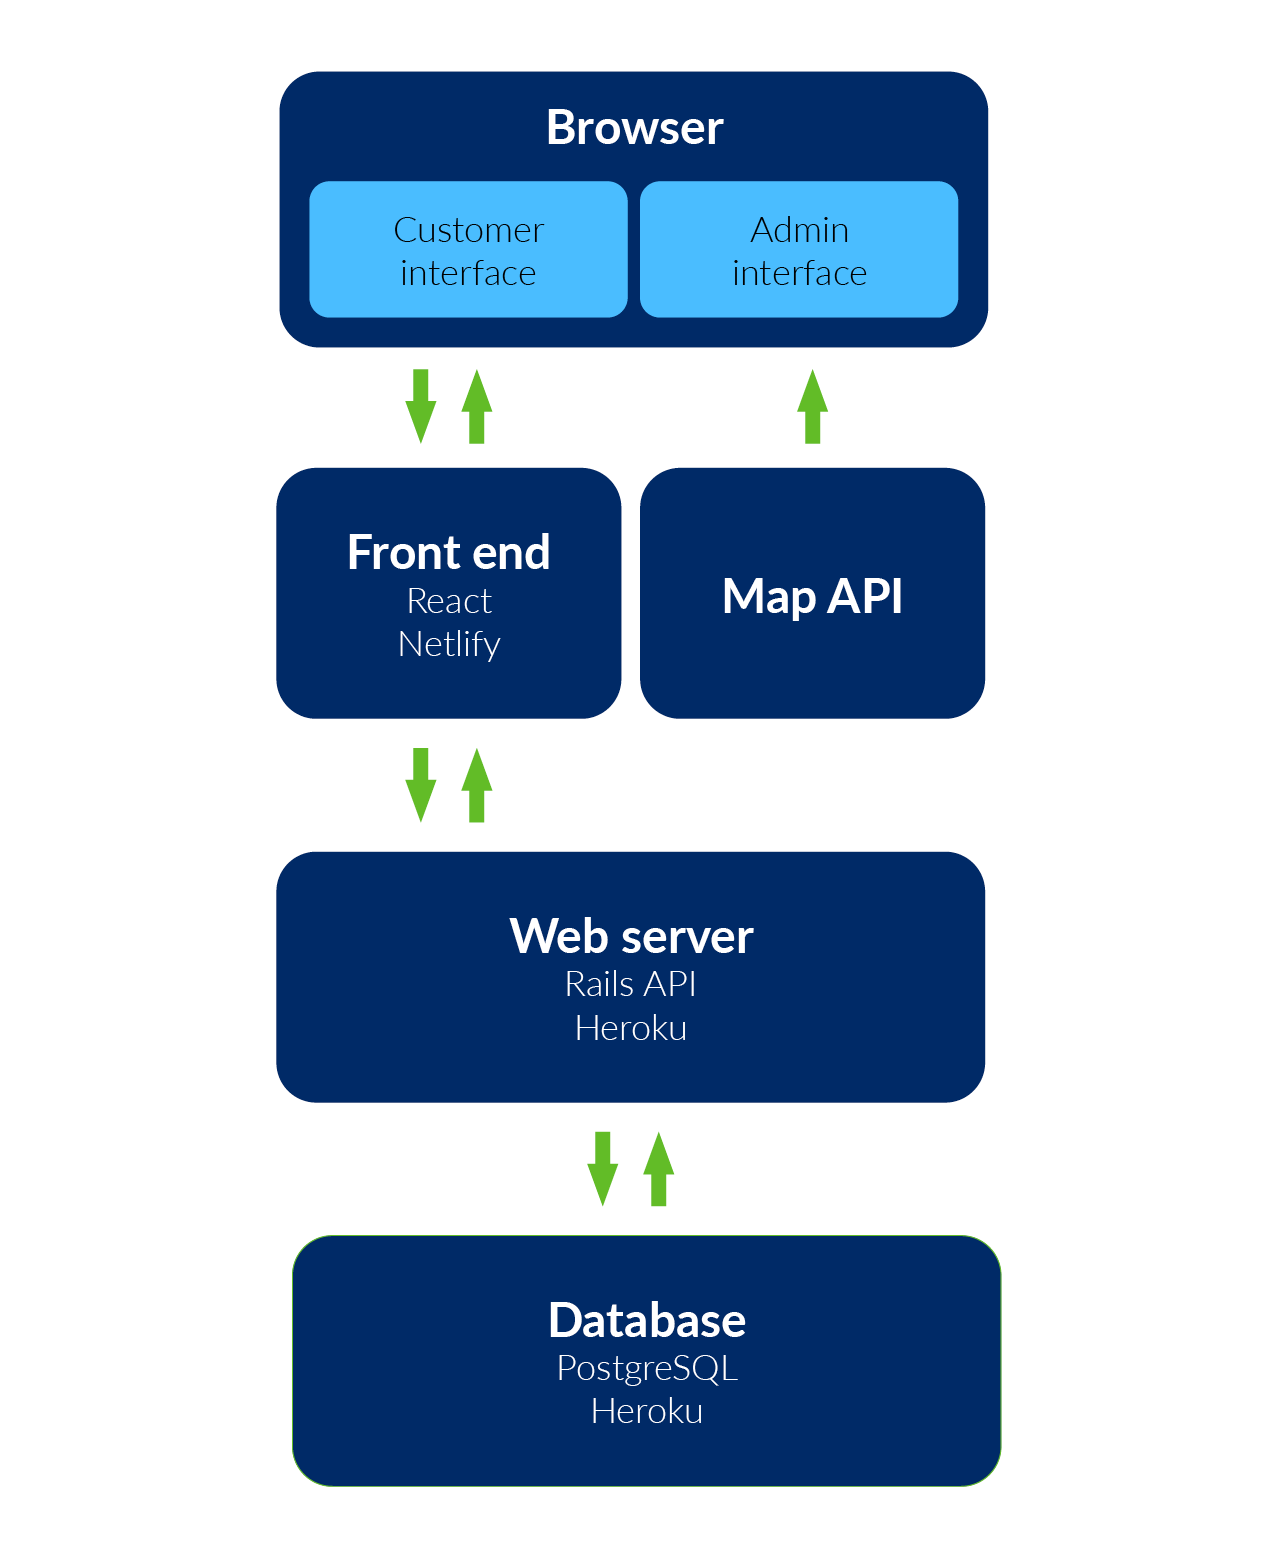 Browser
Customer
interface
Admin
interface
Front end
React
Netlify
Map API
Web server
Rails API
Heroku
Database
PostgreSQL
Heroku